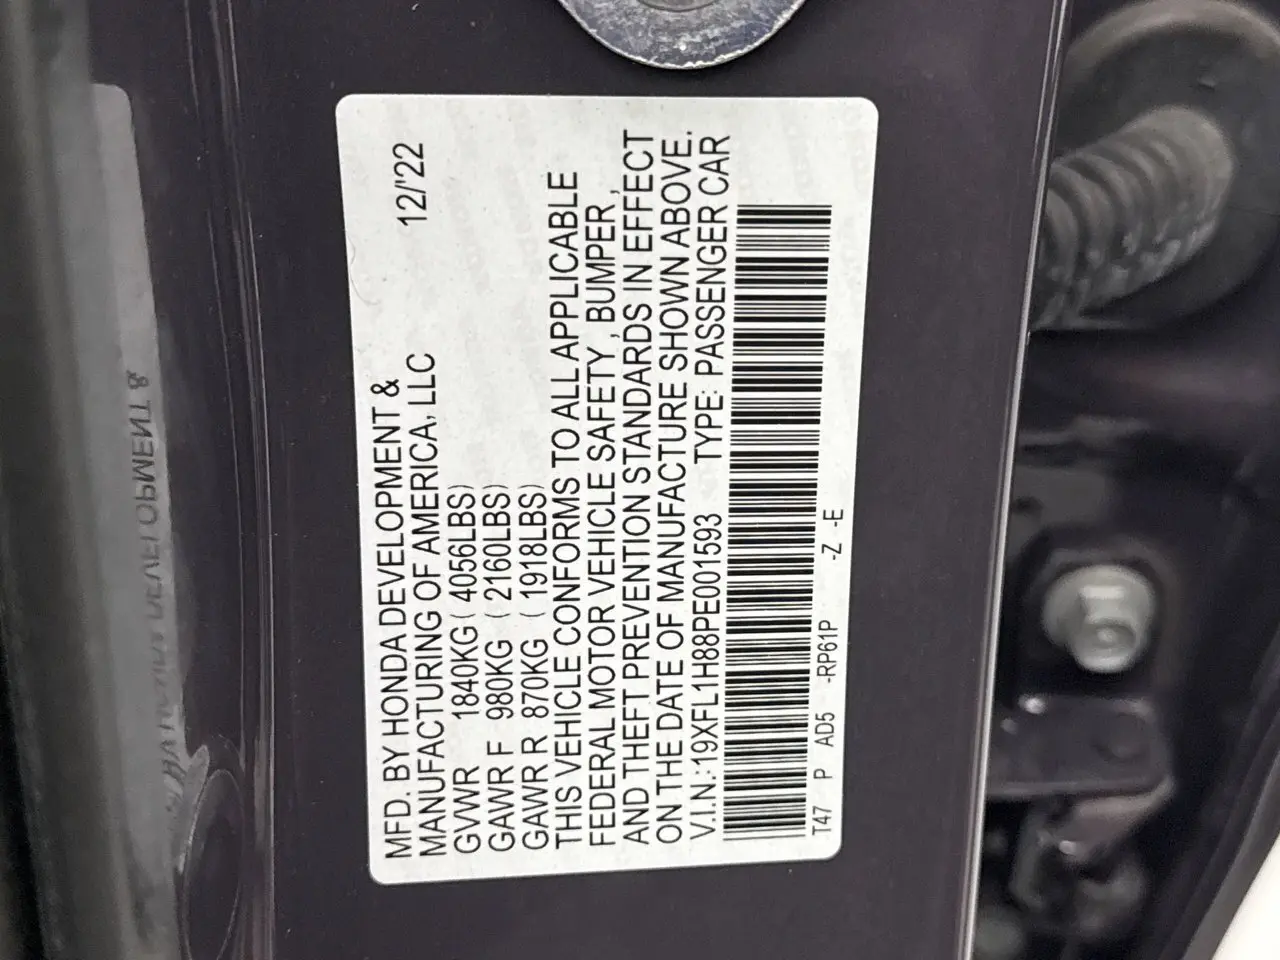 MFD. BY HONDA DEVELOPMENT &
MANUFACTURING OF AMERICA, LLC 12/'22
GVWR 1840KG ( 4056LBS)
GAWR F 980KG ( 2160LBS)
GAWR R 870KG ( 1918LBS)
THIS VEHICLE CONFORMS TO ALL APPLICABLE
FEDERAL MOTOR VEHICLE SAFETY , BUMPER ,
AND THEFT PREVENTION STANDARDS IN EFFECT
ON THE DATE OF MANUFACTURE SHOWN ABOVE.
V.I.N.:19XFL1H88PE001593 TYPE: PASSENGER CAR
T47 P AD5 -RP61P -Z -E